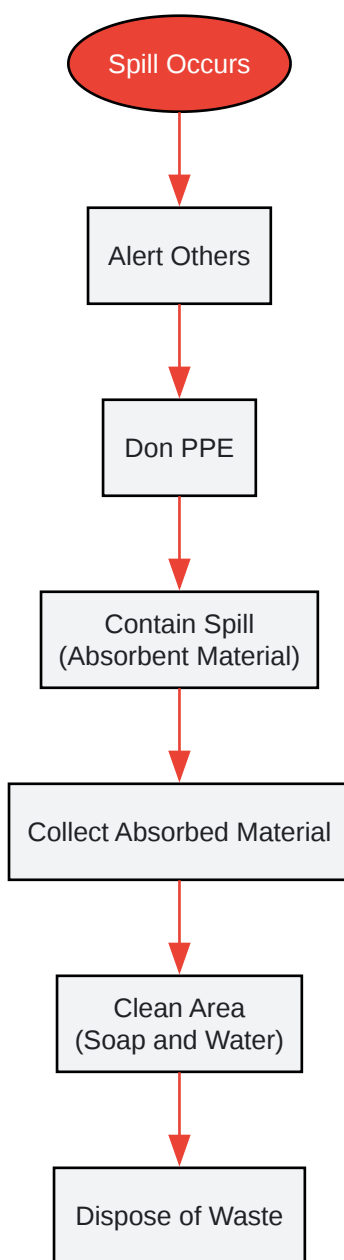 Spill Occurs
Alert Others
Don PPE
Contain Spill
(Absorbent Material)
Collect Absorbed Material
Clean Area
(Soap and Water)
Dispose of Waste